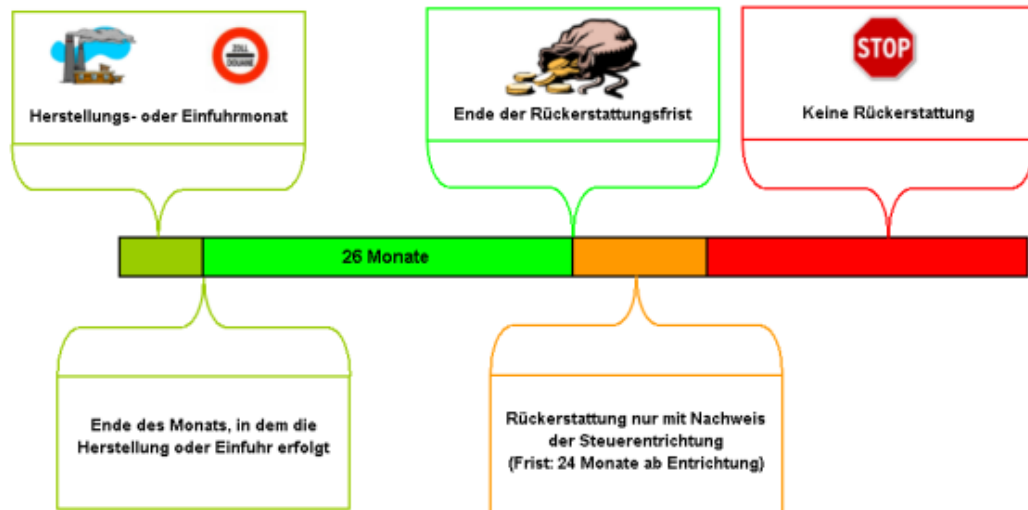 ZOLL
DOUANE
Herstellungs- oder Einfuhrmonat
Ende der Rückerstattungsfrist
STOP
Keine Rückerstattung
26 Monate
Ende des Monats, in dem die
Herstellung oder Einfuhr erfolgt
Rückerstattung nur mit Nachweis
der Steuerentrichtung
(Frist: 24 Monate ab Entrichtung)